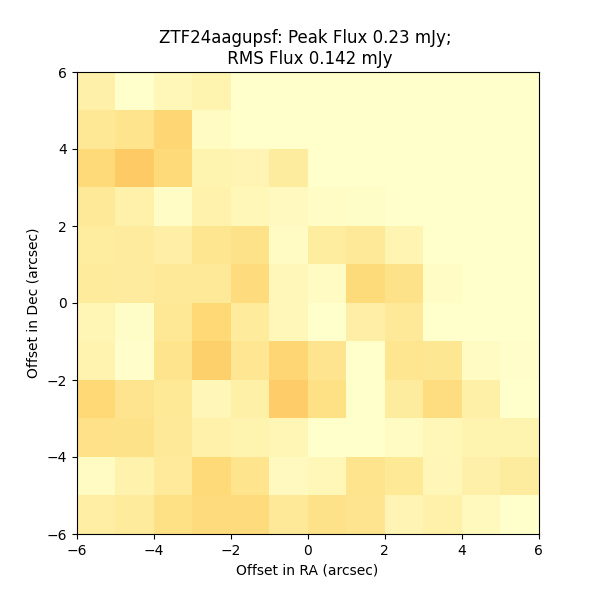 ZTF24aagupsf: Peak Flux 0.23 mJy;
RMS Flux 0.142 mJy
6
4
2
0
−2
−4
−6
Offset in Dec (arcsec)
−6 −4 −2 0 2 4 6
Offset in RA (arcsec)